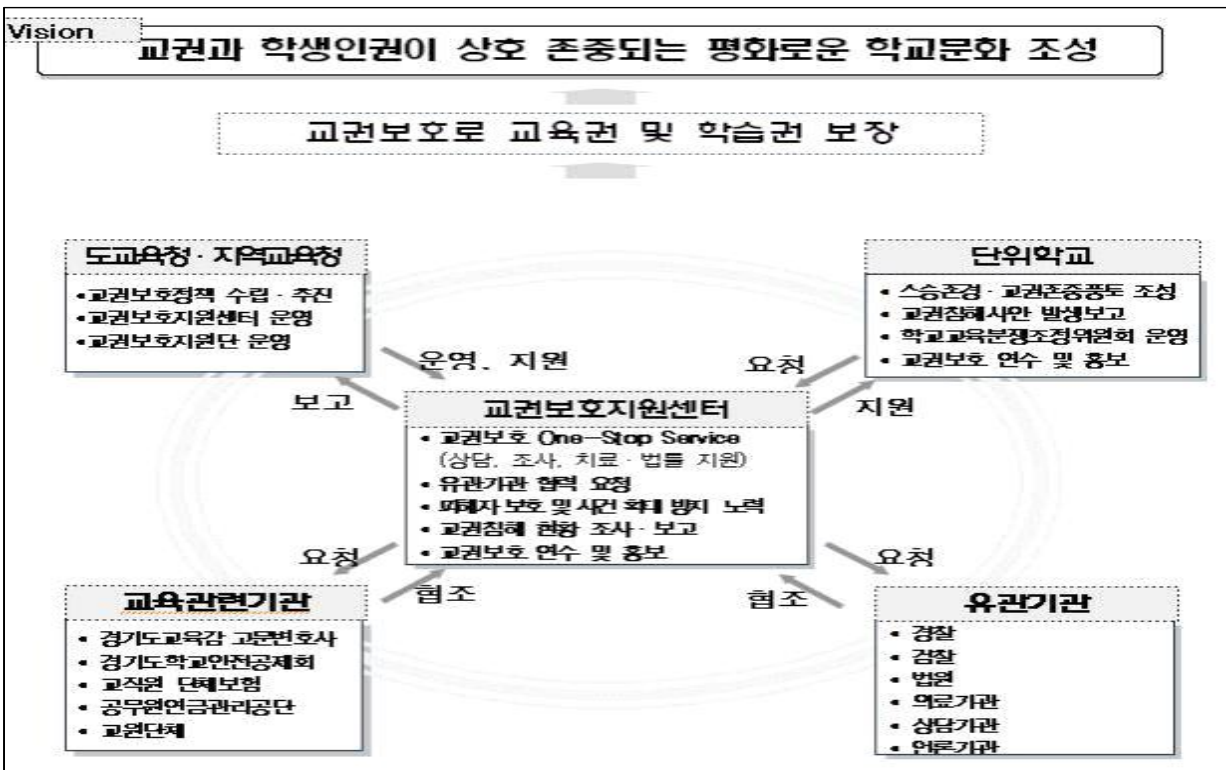 Vision
교권과 학생인권이 상호 존중되는 평화로운 학교문화 조성
교권보호로 교육권 및 학습권 보장
도교육청 · 지역교육청
•교권보호정책 수립 · 추진
•교권보호지원센터 운영
•교권보호지원단 운영
단위학교
• 스승존경 · 교권존중풍토 조성
• 교권침해사안 발생보고
• 학교교육분쟁조정위원회 운영
• 교권보호 연수 및 홍보
운영, 지원
보고
요청
지원
교권보호지원센터
• 교권보호 One-Stop Service
(상담, 조사, 치료 · 법률 지원)
• 유관기관 협력 요청
• 피해자 보호 및 사건 확대 방지 노력
• 교권침해 현황 조사 · 보고
• 교권보호 연수 및 홍보
요청
협조
요청
협조
교육관련기관
• 경기도교육감 고문변호사
• 경기도학교안전공제회
• 교직원 단체보험
• 공무원연금관리공단
• 교원단체
유관기관
• 경찰
• 검찰
• 법원
• 의료기관
• 상담기관
• 언론기관